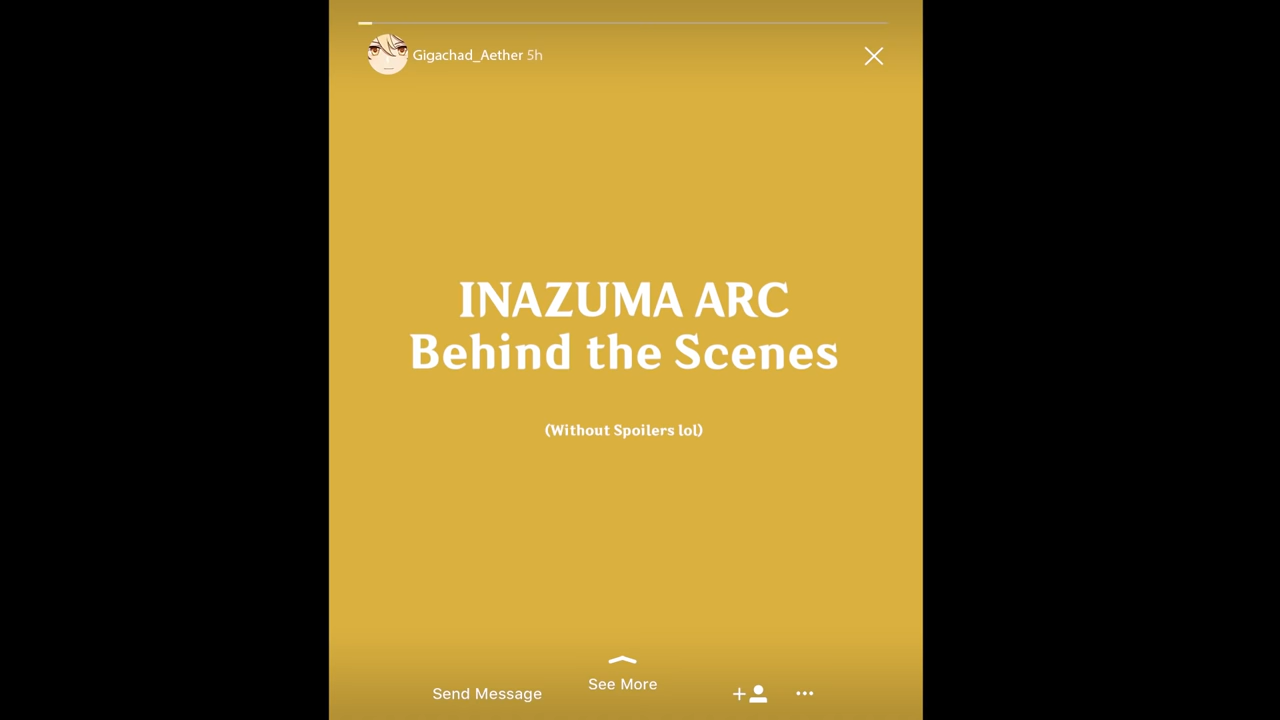 Gigachad_Aether 5h
INAZUMA ARC
Behind the Scenes
(Without Spoilers lol)
See More
Send Message